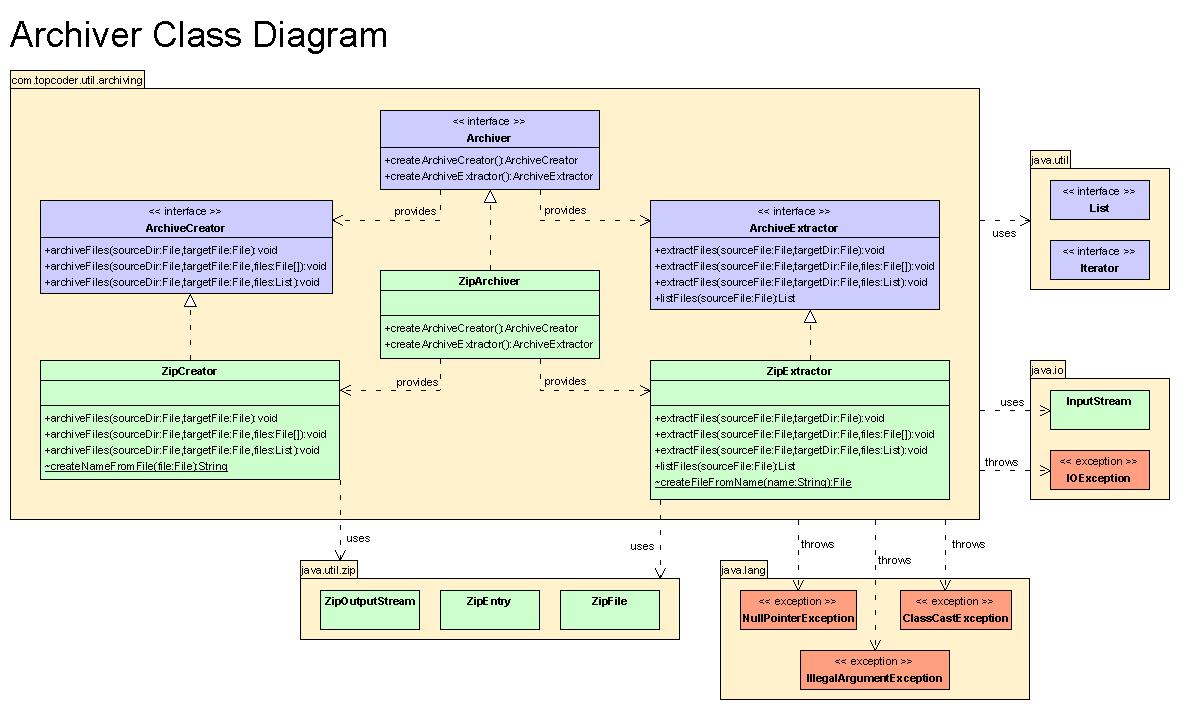 Archiver Class Diagram
com.topcoder.util.archiving
<< interface >>
Archiver
+createArchiveCreator():ArchiveCreator
+createArchiveExtractor():ArchiveExtractor
provides
provides
<< interface >>
ArchiveCreator
+archiveFiles(sourceDir:File,targetFile:File):void
+archiveFiles(sourceDir:File,targetFile:File,files:File[]):void
+archiveFiles(sourceDir:File,targetFile:File,files:List):void
<< interface >>
ArchiveExtractor
+extractFiles(sourceFile:File,targetDir:File):void
+extractFiles(sourceFile:File,targetDir:File,files:File[]):void
+extractFiles(sourceFile:File,targetDir:File,files:List):void
+listFiles(sourceFile:File):List
ZipArchiver
+createArchiveCreator():ArchiveCreator
+createArchiveExtractor():ArchiveExtractor
provides
provides
ZipCreator
+archiveFiles(sourceDir:File,targetFile:File):void
+archiveFiles(sourceDir:File,targetFile:File,files:File[]):void
+archiveFiles(sourceDir:File,targetFile:File,files:List):void
~createNameFromFile(file:File):String
ZipExtractor
+extractFiles(sourceFile:File,targetDir:File):void
+extractFiles(sourceFile:File,targetDir:File,files:File[]):void
+extractFiles(sourceFile:File,targetDir:File,files:List):void
+listFiles(sourceFile:File):List
~createFileFromName(name:String):File
uses
java.util
<< interface >>
List
<< interface >>
Iterator
uses
throws
java.io
InputStream
<< exception >>
IOException
uses
uses
java.util.zip
ZipOutputStream
ZipEntry
ZipFile
throws
throws
throws
java.lang
<< exception >>
NullPointerException
<< exception >>
ClassCastException
<< exception >>
IllegalArgumentException